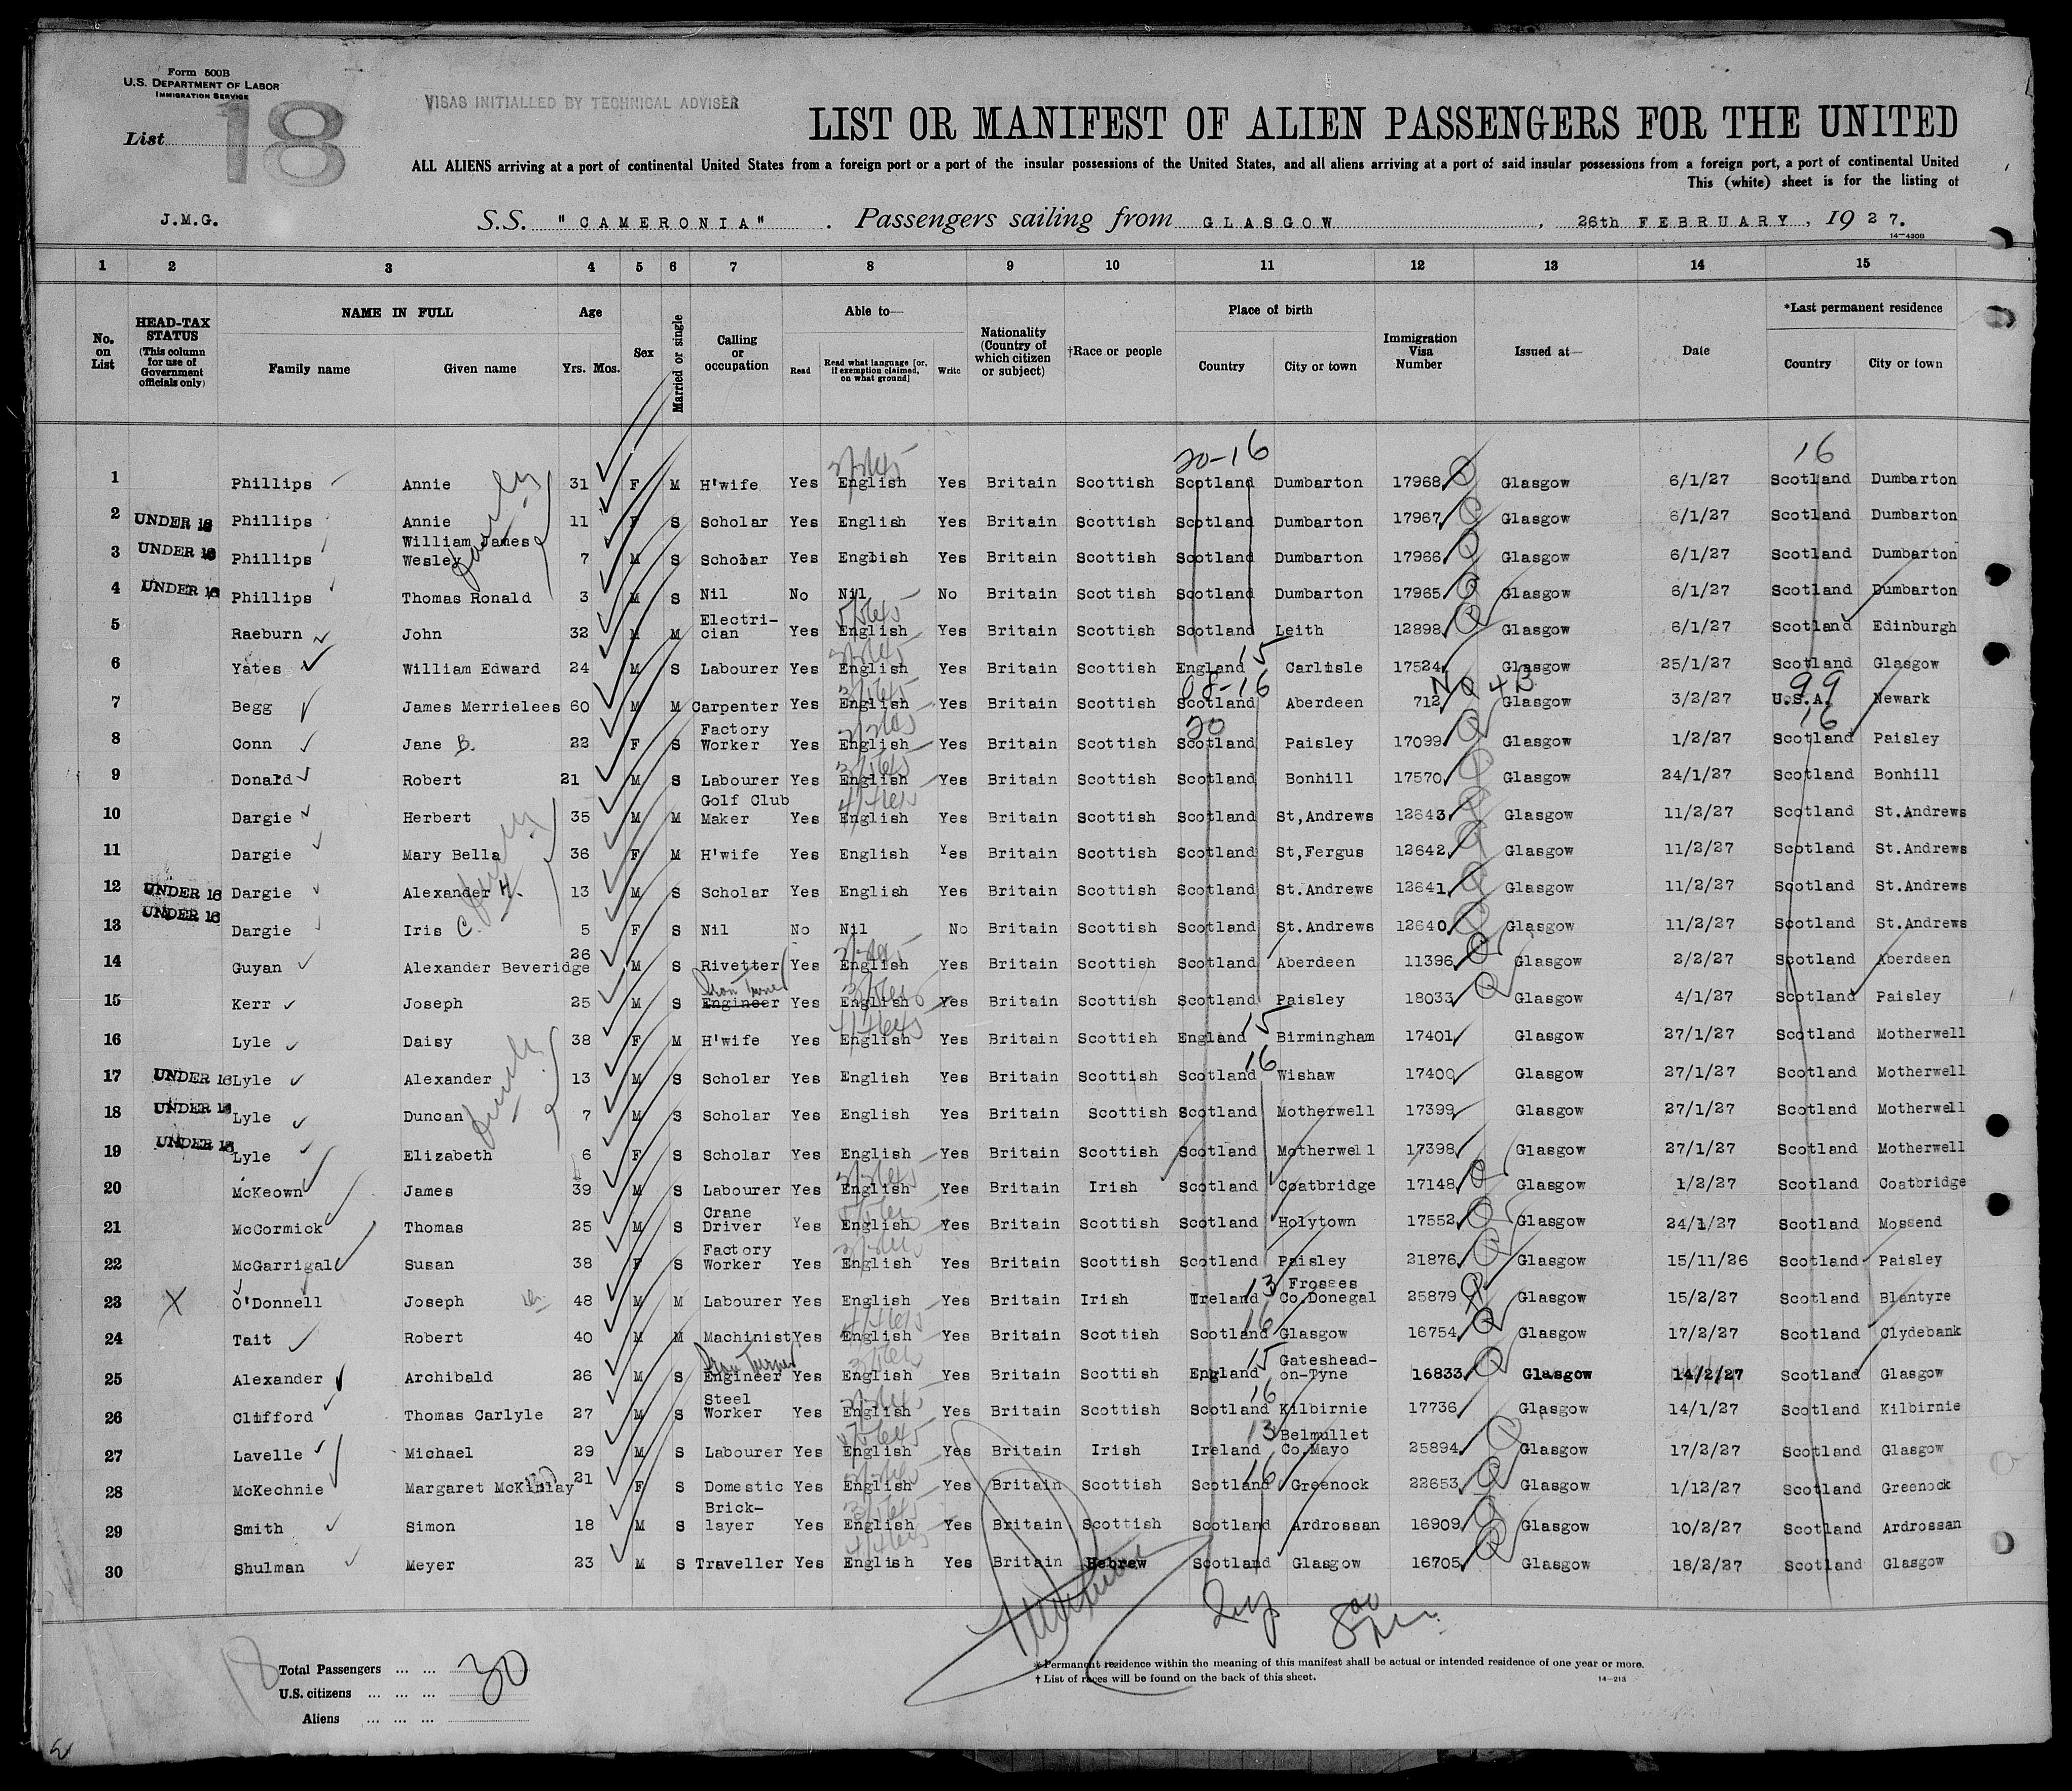 Form 500B
U.S. DEPARTMENT OF LABOR
IMMIGRATION SERVICE
List 18
VISAS INITIALLED BY TECHNICAL ADVISER
LIST OR MANIFEST OF ALIEN PASSENGERS FOR THE UNITED
ALL ALIENS arriving at a port of continental United States from a foreign port or a port of the insular possessions of the United States, and all aliens arriving at a port of said insular possessions from a foreign port, a port of continental United
This (white) sheet is for the listing of
J.M.G. S.S. "CAMERONIA". Passengers sailing from GLASGOW, 26th FEBRUARY, 1927.
14-430B
1 2 3 4 5 6 7 8 9 10 11 12 13 14 15
No. on List
HEAD-TAX STATUS (This column for use of Government officials only)
NAME IN FULL Family name Given name
Age Yrs. Mos.
Sex
Married or single
Calling or occupation
Able to— Read Read what language [or, if exemption claimed, on what ground] Write
Nationality (Country of which citizen or subject)
†Race or people
Place of birth Country City or town
Immigration Visa Number
Issued at—
Date
*Last permanent residence Country City or town
20-16 16
1 Phillips Annie 31 F M H'wife Yes English Yes Britain Scottish Scotland Dumbarton 17968 Glasgow 6/1/27 Scotland Dumbarton
2 UNDER 16 Phillips Annie 11 F S Scholar Yes English Yes Britain Scottish Scotland Dumbarton 17967 Glasgow 6/1/27 Scotland Dumbarton
3 UNDER 16 Phillips William James Wesley 7 M S Scholar Yes English Yes Britain Scottish Scotland Dumbarton 17966 Glasgow 6/1/27 Scotland Dumbarton
4 UNDER 16 Phillips Thomas Ronald 3 M S Nil No Nil No Britain Scottish Scotland Dumbarton 17965 Glasgow 6/1/27 Scotland Dumbarton
5 Raeburn John 32 M M Electri-cian Yes English Yes Britain Scottish Scotland Leith 12898 Glasgow 6/1/27 Scotland Edinburgh
6 Yates William Edward 24 M S Labourer Yes English Yes Britain Scottish England 15 Carlisle 17524 Glasgow 25/1/27 Scotland Glasgow
08-16 NQ 4B 99
7 Begg James Merrielees 60 M M Carpenter Yes English Yes Britain Scottish Scotland Aberdeen 712 Glasgow 3/2/27 U.S.A. Newark
20 16
8 Conn Jane B. 22 F S Factory Worker Yes English Yes Britain Scottish Scotland Paisley 17099 Glasgow 1/2/27 Scotland Paisley
9 Donald Robert 21 M S Labourer Yes English Yes Britain Scottish Scotland Bonhill 17570 Glasgow 24/1/27 Scotland Bonhill
10 Dargie Herbert 35 M M Golf Club Maker Yes English Yes Britain Scottish Scotland St,Andrews 12643 Glasgow 11/2/27 Scotland St.Andrews
11 Dargie Mary Bella 36 F M H'wife Yes English Yes Britain Scottish Scotland St,Fergus 12642 Glasgow 11/2/27 Scotland St.Andrews
12 UNDER 16 Dargie Alexander H. 13 M S Scholar Yes English Yes Britain Scottish Scotland St.Andrews 12641 Glasgow 11/2/27 Scotland St.Andrews
13 UNDER 16 Dargie Iris C. 5 F S Nil No Nil No Britain Scottish Scotland St.Andrews 12640 Glasgow 11/2/27 Scotland St.Andrews
14 Guyan Alexander Beveridge 26 M S Rivetter Yes English Yes Britain Scottish Scotland Aberdeen 11396 Glasgow 2/2/27 Scotland Aberdeen
Iron Turner
15 Kerr Joseph 25 M S Engineer Yes English Yes Britain Scottish Scotland Paisley 18033 Glasgow 4/1/27 Scotland Paisley
16 Lyle Daisy 38 F M H'wife Yes English Yes Britain Scottish England 15 Birmingham 17401 Glasgow 27/1/27 Scotland Motherwell
17 UNDER 16 Lyle Alexander 13 M S Scholar Yes English Yes Britain Scottish Scotland 16 Wishaw 17400 Glasgow 27/1/27 Scotland Motherwell
18 UNDER 16 Lyle Duncan 7 M S Scholar Yes English Yes Britain Scottish Scotland Motherwell 17399 Glasgow 27/1/27 Scotland Motherwell
19 UNDER 16 Lyle Elizabeth 6 F S Scholar Yes English Yes Britain Scottish Scotland Motherwell 17398 Glasgow 27/1/27 Scotland Motherwell
20 McKeown James 39 M S Labourer Yes English Yes Britain Irish Scotland Coatbridge 17148 Glasgow 1/2/27 Scotland Coatbridge
21 McCormick Thomas 25 M S Crane Driver Yes English Yes Britain Scottish Scotland Holytown 17552 Glasgow 24/1/27 Scotland Mossend
22 McGarrigal Susan 38 F S Factory Worker Yes English Yes Britain Scottish Scotland Paisley 21876 Glasgow 15/11/26 Scotland Paisley
23 X O'Donnell Joseph 48 M M Labourer Yes English Yes Britain Irish Ireland 13 Frosses Co.Donegal 25879 Glasgow 15/2/27 Scotland Blantyre
24 Tait Robert 40 M M Machinist Yes English Yes Britain Scottish Scotland 16 Glasgow 16754 Glasgow 17/2/27 Scotland Clydebank
Iron Turner
25 Alexander Archibald 26 M S Engineer Yes English Yes Britain Scottish England 15 Gateshead-on-Tyne 16833 Glasgow 14/2/27 Scotland Glasgow
26 Clifford Thomas Carlyle 27 M S Steel Worker Yes English Yes Britain Scottish Scotland 16 Kilbirnie 17736 Glasgow 14/1/27 Scotland Kilbirnie
27 Lavelle Michael 29 M S Labourer Yes English Yes Britain Irish Ireland 13 Belmullet Co.Mayo 25894 Glasgow 17/2/27 Scotland Glasgow
28 McKechnie Margaret McKinlay 21 F S Domestic Yes English Yes Britain Scottish Scotland 16 Greenock 22653 Glasgow 1/12/27 Scotland Greenock
29 Smith Simon 18 M S Brick-layer Yes English Yes Britain Scottish Scotland Ardrossan 16909 Glasgow 10/2/27 Scotland Ardrossan
30 Shulman Meyer 23 M S Traveller Yes English Yes Britain Hebrew Scotland Glasgow 16705 Glasgow 18/2/27 Scotland Glasgow
18
Total Passengers ... ... 30
U.S. citizens ... ... ...
Aliens ... ... ...
* Permanent residence within the meaning of this manifest shall be actual or intended residence of one year or more.
† List of races will be found on the back of this sheet.
14-213